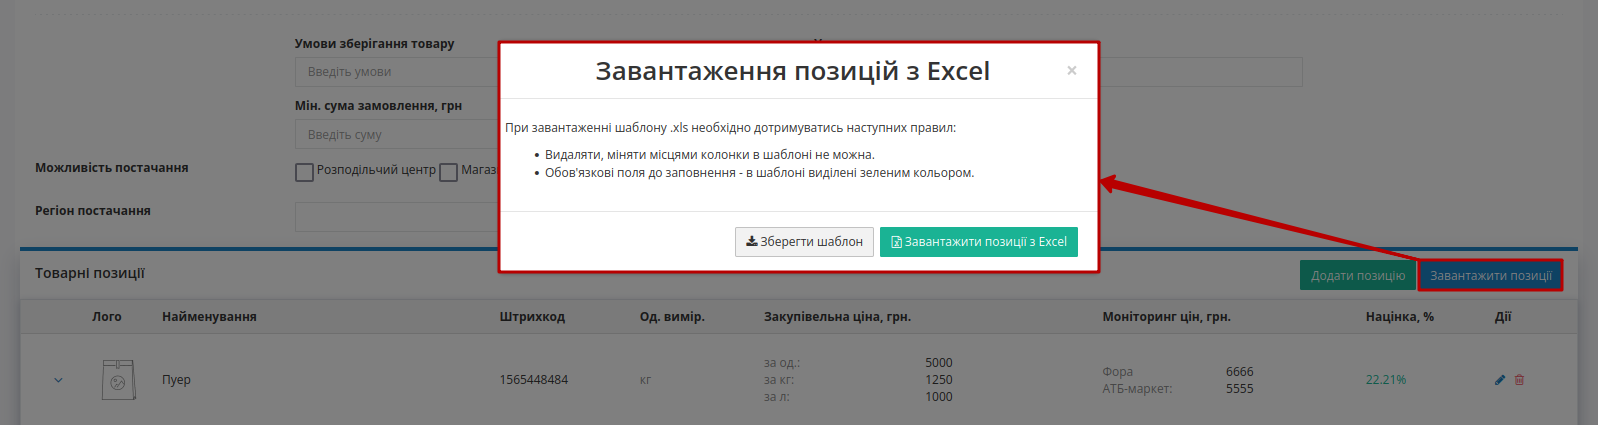 Умови зберігання товару
Введіть умови
Мін. сума замовлення, грн
Введіть суму
Можливість постачання
Розподільчий центр
Регіон постачання
Завантаження позицій з Excel
×
При завантаженні шаблону .xls необхідно дотримуватись наступних правил:
• Видаляти, міняти місцями колонки в шаблоні не можна.
• Обов'язкові поля до заповнення - в шаблоні виділені зеленим кольором.
Зберегти шаблон
Завантажити позиції з Excel
Товарні позиції
Додати позицію
Завантажити позиції
Лого Найменування Штрихкод Од. вимір. Закупівельна ціна, грн. Моніторинг цін, грн. Націнка, % Дії
Пуер 1565448484 кг
за од.: 5000
за кг: 1250
за л: 1000
Фора 6666
АТБ-маркет: 5555
22.21%